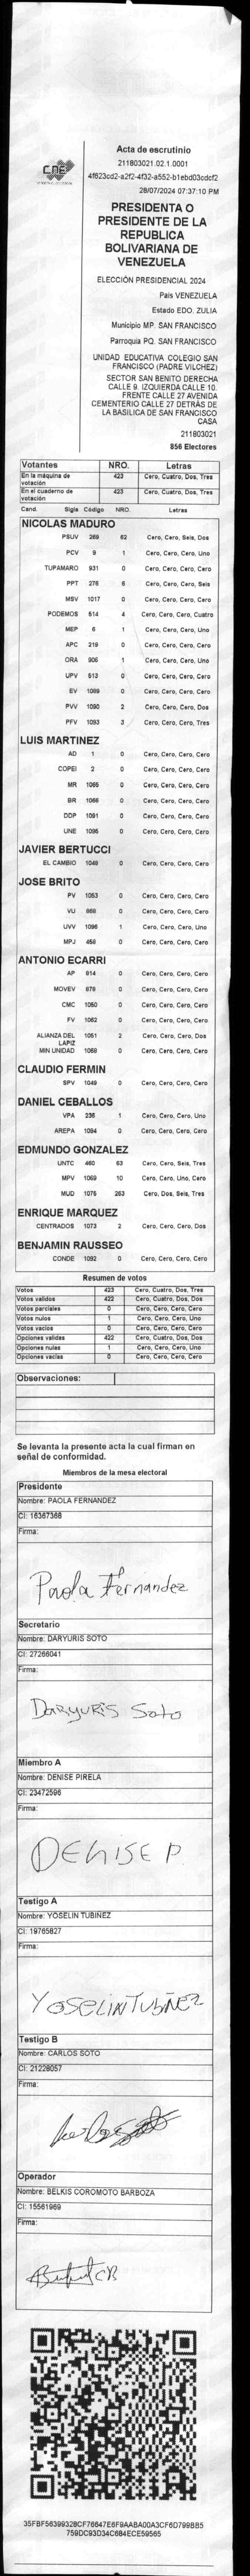 CNE
Acta de escrutinio
211803021.02.1.0001
4f623cd2-a2f2-4f32-a552-b1ebd03cdcf2
28/07/2024 07:37:10 PM
PRESIDENTA O
PRESIDENTE DE LA
REPUBLICA
BOLIVARIANA DE
VENEZUELA
ELECCIÓN PRESIDENCIAL 2024
País VENEZUELA
Estado EDO. ZULIA
Municipio MP. SAN FRANCISCO
Parroquia PQ. SAN FRANCISCO
UNIDAD EDUCATIVA COLEGIO SAN
FRANCISCO (PADRE VILCHEZ)
SECTOR SAN BENITO DERECHA
CALLE 9. IZQUIERDA CALLE 10.
FRENTE CALLE 27 AVENIDA
CEMENTERIO CALLE 27 DETRÁS DE
LA BASILICA DE SAN FRANCISCO
CASA
211803021
856 Electores
Votantes NRO. Letras
En la máquina de votación 423 Cero, Cuatro, Dos, Tres
En el cuaderno de votación 423 Cero, Cuatro, Dos, Tres
Cand. Sigla Código NRO. Letras
NICOLAS MADURO
PSUV 269 62 Cero, Cero, Seis, Dos
PCV 9 1 Cero, Cero, Cero, Uno
TUPAMARO 931 0 Cero, Cero, Cero, Cero
PPT 276 6 Cero, Cero, Cero, Seis
MSV 1017 0 Cero, Cero, Cero, Cero
PODEMOS 514 4 Cero, Cero, Cero, Cuatro
MEP 6 1 Cero, Cero, Cero, Uno
APC 219 0 Cero, Cero, Cero, Cero
ORA 906 1 Cero, Cero, Cero, Uno
UPV 513 0 Cero, Cero, Cero, Cero
EV 1089 0 Cero, Cero, Cero, Cero
PVV 1090 2 Cero, Cero, Cero, Dos
PFV 1093 3 Cero, Cero, Cero, Tres
LUIS MARTINEZ
AD 1 0 Cero, Cero, Cero, Cero
COPEI 2 0 Cero, Cero, Cero, Cero
MR 1065 0 Cero, Cero, Cero, Cero
BR 1066 0 Cero, Cero, Cero, Cero
DDP 1091 0 Cero, Cero, Cero, Cero
UNE 1095 0 Cero, Cero, Cero, Cero
JAVIER BERTUCCI
EL CAMBIO 1048 0 Cero, Cero, Cero, Cero
JOSE BRITO
PV 1053 0 Cero, Cero, Cero, Cero
VU 868 0 Cero, Cero, Cero, Cero
UVV 1096 1 Cero, Cero, Cero, Uno
MPJ 458 0 Cero, Cero, Cero, Cero
ANTONIO ECARRI
AP 814 0 Cero, Cero, Cero, Cero
MOVEV 878 0 Cero, Cero, Cero, Cero
CMC 1050 0 Cero, Cero, Cero, Cero
FV 1062 0 Cero, Cero, Cero, Cero
ALIANZA DEL LAPIZ 1051 2 Cero, Cero, Cero, Dos
MIN UNIDAD 1058 0 Cero, Cero, Cero, Cero
CLAUDIO FERMIN
SPV 1049 0 Cero, Cero, Cero, Cero
DANIEL CEBALLOS
VPA 236 1 Cero, Cero, Cero, Uno
AREPA 1094 0 Cero, Cero, Cero, Cero
EDMUNDO GONZALEZ
UNTC 460 63 Cero, Cero, Seis, Tres
MPV 1069 10 Cero, Cero, Uno, Cero
MUD 1075 263 Cero, Dos, Seis, Tres
ENRIQUE MARQUEZ
CENTRADOS 1073 2 Cero, Cero, Cero, Dos
BENJAMIN RAUSSEO
CONDE 1092 0 Cero, Cero, Cero, Cero
Resumen de votos
Votos 423 Cero, Cuatro, Dos, Tres
Votos validos 422 Cero, Cuatro, Dos, Dos
Votos parciales 0 Cero, Cero, Cero, Cero
Votos nulos 1 Cero, Cero, Cero, Uno
Votos vacios 0 Cero, Cero, Cero, Cero
Opciones validas 422 Cero, Cuatro, Dos, Dos
Opciones nulas 1 Cero, Cero, Cero, Uno
Opciones vacias 0 Cero, Cero, Cero, Cero
Observaciones:
Se levanta la presente acta la cual firman en
señal de conformidad.
Miembros de la mesa electoral
Presidente
Nombre: PAOLA FERNANDEZ
CI: 16367368
Firma:
Paola Fernandez
Secretario
Nombre: DARYURIS SOTO
CI: 27266041
Firma:
DARYURIS Soto
Miembro A
Nombre: DENISE PIRELA
CI: 23472596
Firma:
DENISE P
Testigo A
Nombre: YOSELIN TUBIÑEZ
CI: 19765827
Firma:
YOSELIN TUBIÑEZ
Testigo B
Nombre: CARLOS SOTO
CI: 21228057
Firma:
Operador
Nombre: BELKIS COROMOTO BARBOZA
CI: 15561969
Firma:
35FBF56399328CF76647E6F9AABA00A3CF6D799BB5
759DC93D34C684ECE59565